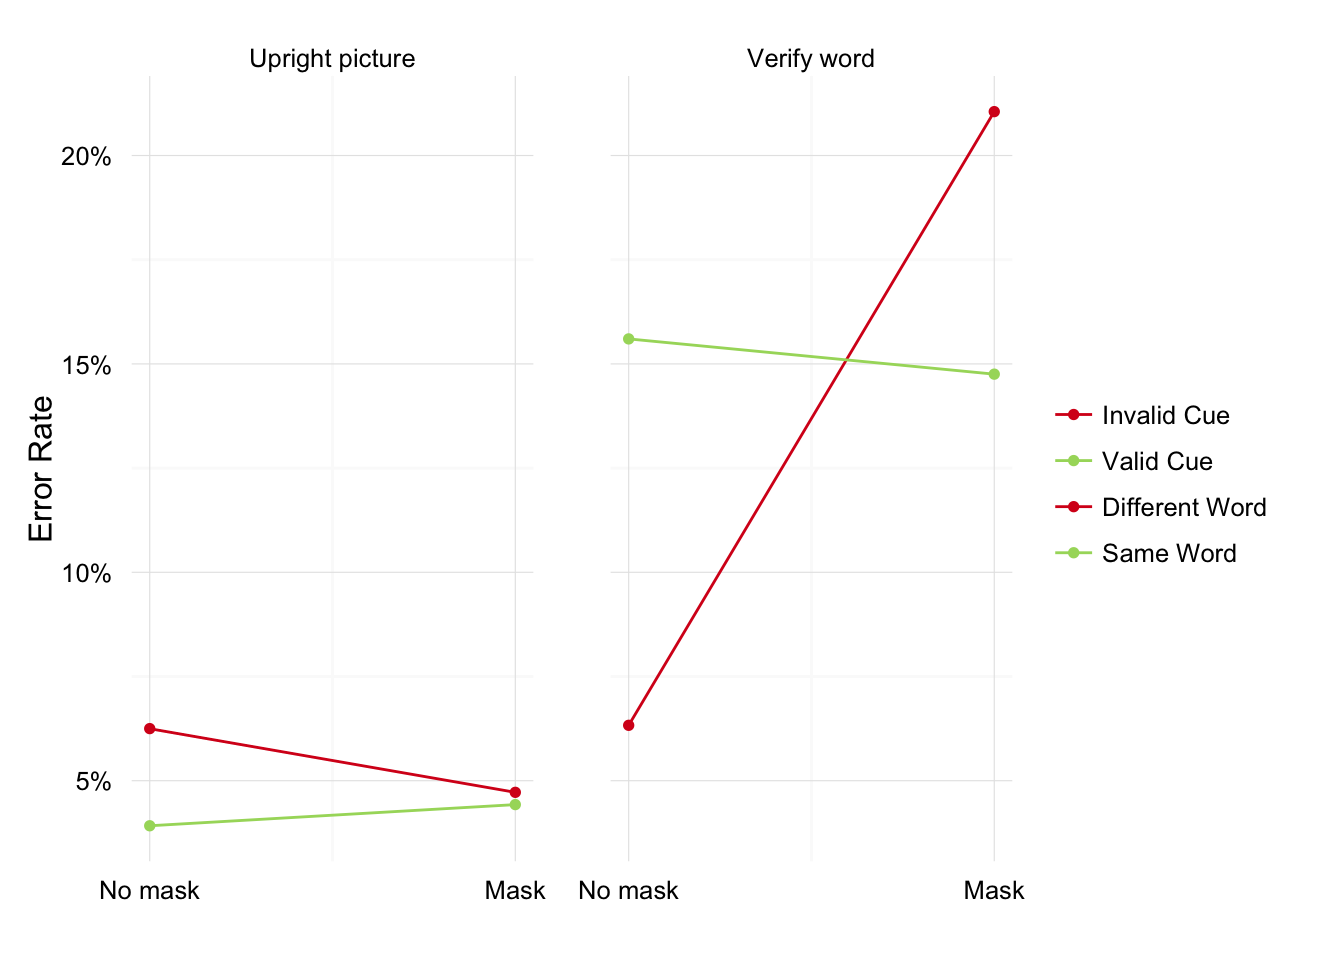 Upright picture
Verify word
20%
15%
10%
5%
Error Rate
No mask
Mask
No mask
Mask
Invalid Cue
Valid Cue
Different Word
Same Word